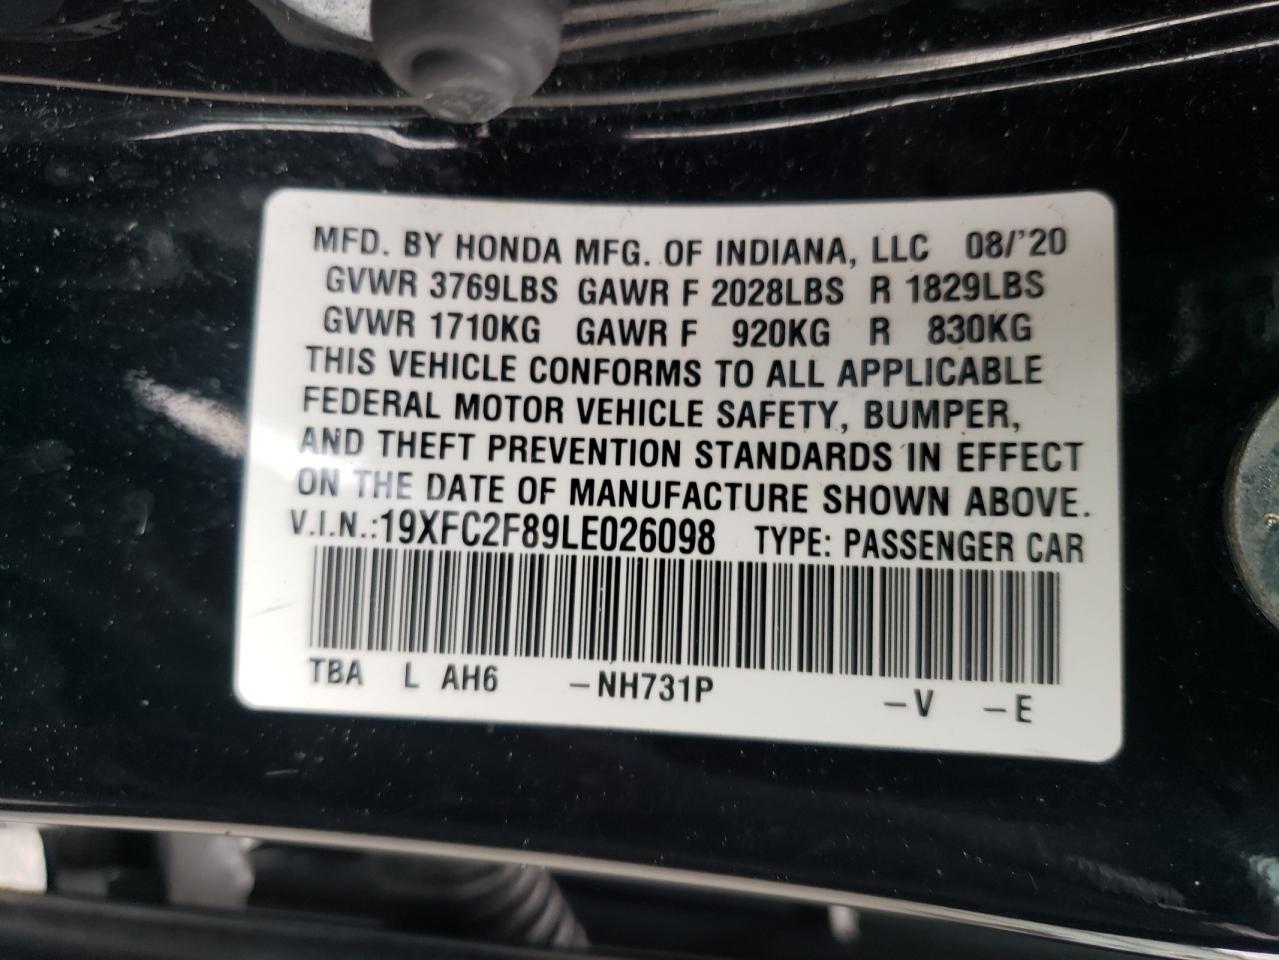 MFD. BY HONDA MFG. OF INDIANA, LLC 08/'20
GVWR 3769LBS GAWR F 2028LBS R 1829LBS
GVWR 1710KG GAWR F 920KG R 830KG
THIS VEHICLE CONFORMS TO ALL APPLICABLE
FEDERAL MOTOR VEHICLE SAFETY, BUMPER,
AND THEFT PREVENTION STANDARDS IN EFFECT
ON THE DATE OF MANUFACTURE SHOWN ABOVE.
V.I.N.:19XFC2F89LE026098 TYPE: PASSENGER CAR
TBA L AH6 –NH731P –V –E